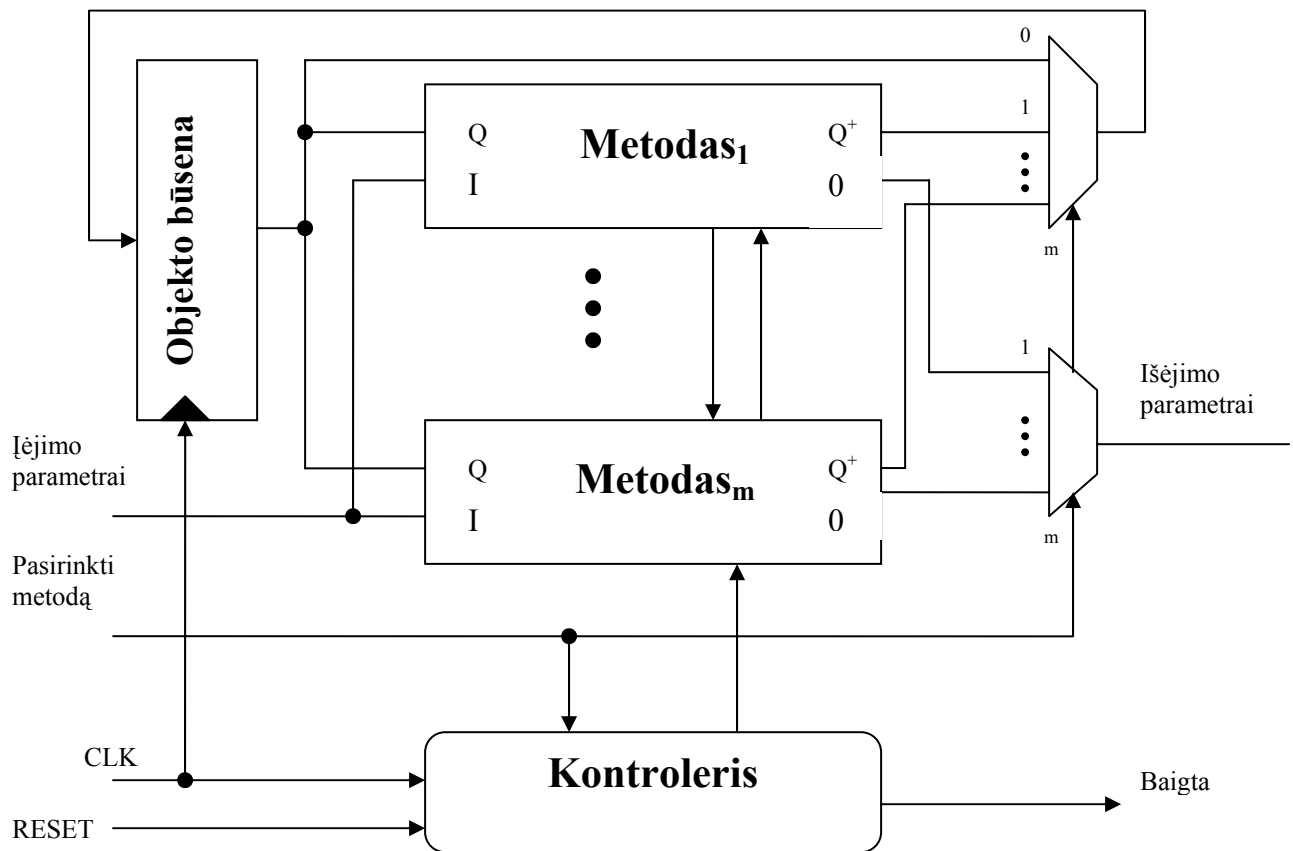 0
Objekto būsena
1
Q
Metodas₁
Q⁺
I
0
m
1
Išėjimo
parametrai
Įėjimo
parametrai
Q
Metodasₘ
Q⁺
I
0
m
Pasirinkti
metodą
CLK
Kontroleris
Baigta
RESET